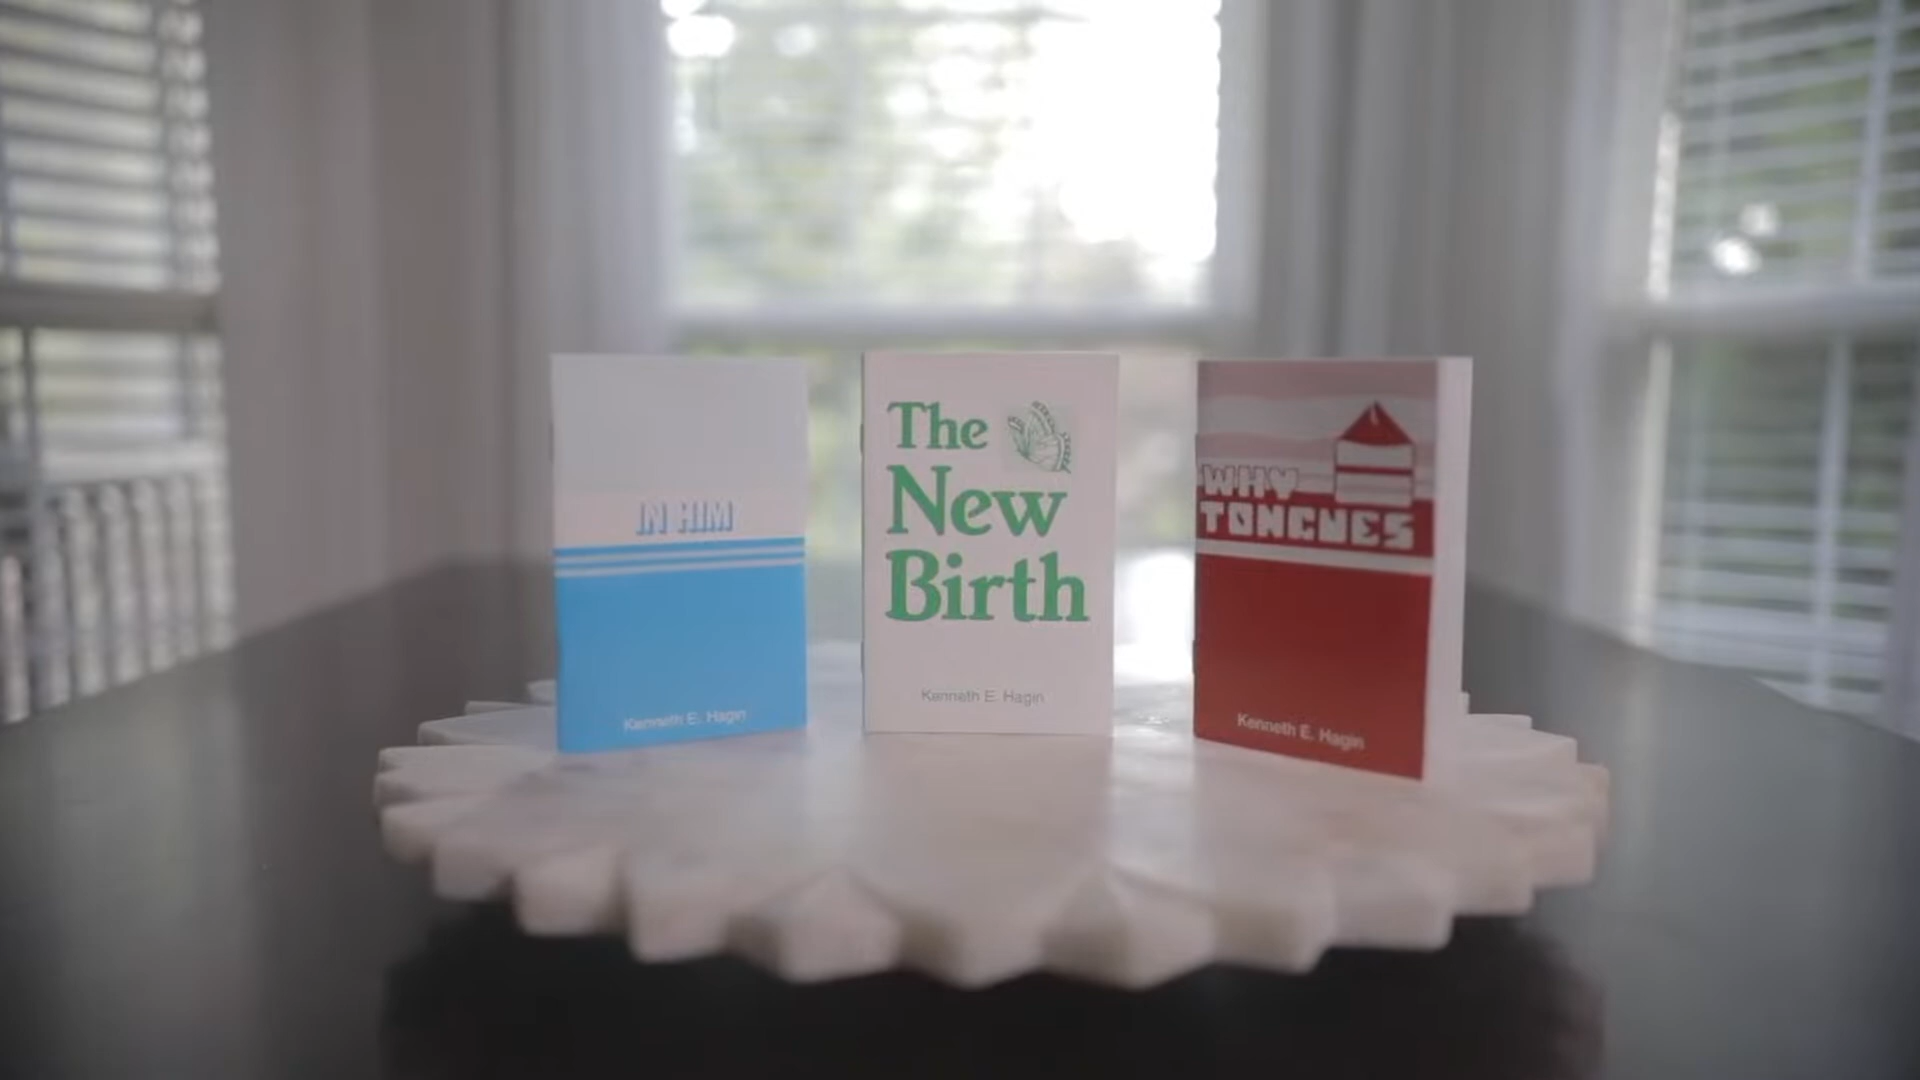 IN HIM
Kenneth E. Hagin
The
New
Birth
Kenneth E. Hagin
WHY
TONGUES
Kenneth E. Hagin